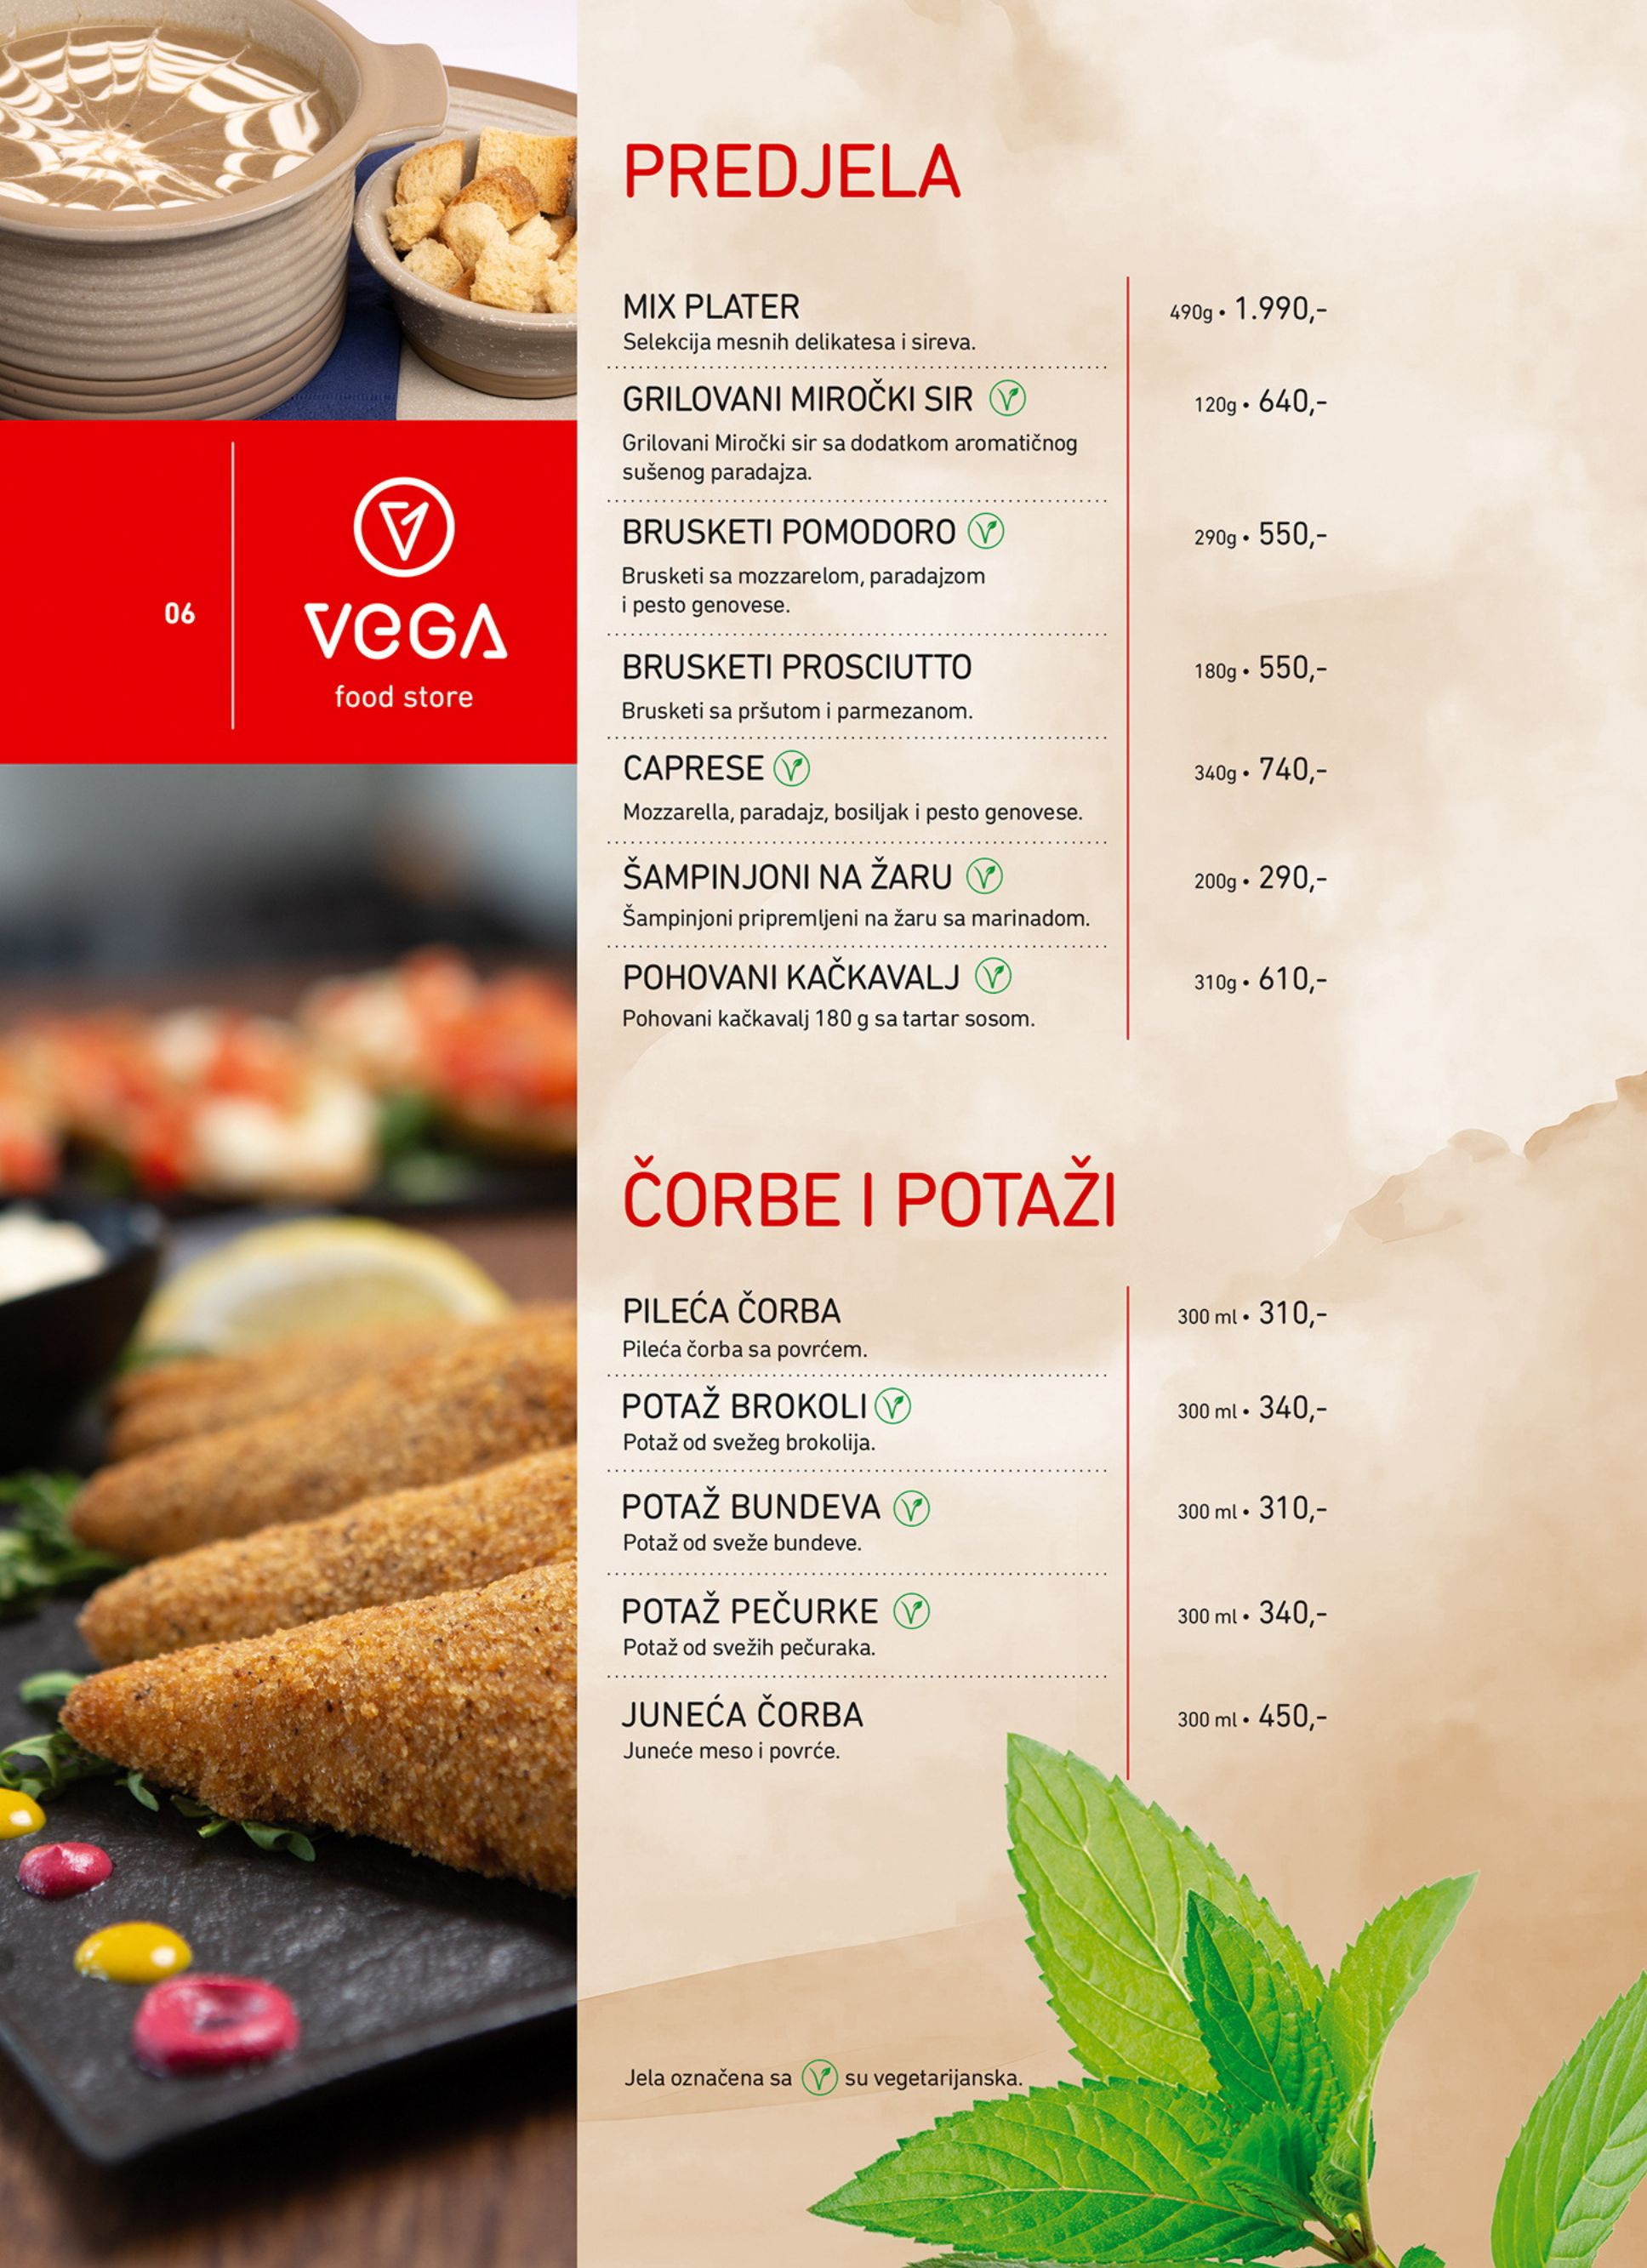 PREDJELA
MIX PLATER
490g • 1.990,-
Selekcija mesnih delikatesa i sireva.
GRILOVANI MIROČKI SIR
120g • 640,-
Grilovani Miročki sir sa dodatkom aromatičnog
sušenog paradajza.
BRUSKETI POMODORO
290g • 550,-
Brusketi sa mozzarelom, paradajzom
i pesto genovese.
BRUSKETI PROSCIUTTO
180g • 550,-
Brusketi sa pršutom i parmezanom.
CAPRESE
340g • 740,-
Mozzarella, paradajz, bosiljak i pesto genovese.
ŠAMPINJONI NA ŽARU
200g • 290,-
Šampinjoni pripremljeni na žaru sa marinadom.
POHOVANI KAČKAVALJ
310g • 610,-
Pohovani kačkavalj 180 g sa tartar sosom.
06
VEGA
food store
ČORBE I POTAŽI
PILEĆA ČORBA
300 ml • 310,-
Pileća čorba sa povrćem.
POTAŽ BROKOLI
300 ml • 340,-
Potaž od svežeg brokolija.
POTAŽ BUNDEVA
300 ml • 310,-
Potaž od sveže bundeve.
POTAŽ PEČURKE
300 ml • 340,-
Potaž od svežih pečuraka.
JUNEĆA ČORBA
300 ml • 450,-
Juneće meso i povrće.
Jela označena sa V su vegetarijanska.